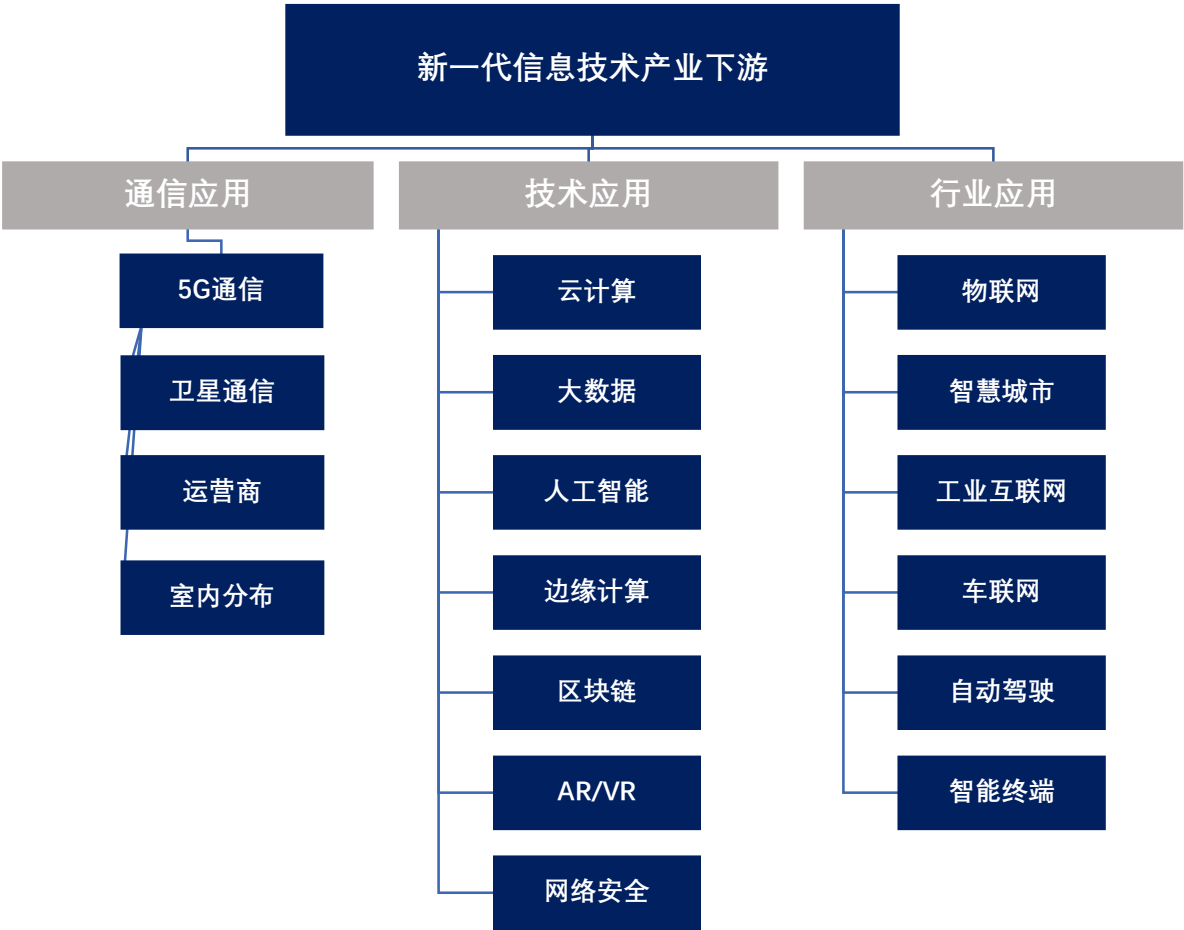 新一代信息技术产业下游
通信应用
5G通信
卫星通信
运营商
室内分布
技术应用
云计算
大数据
人工智能
边缘计算
区块链
AR/VR
网络安全
行业应用
物联网
智慧城市
工业互联网
车联网
自动驾驶
智能终端